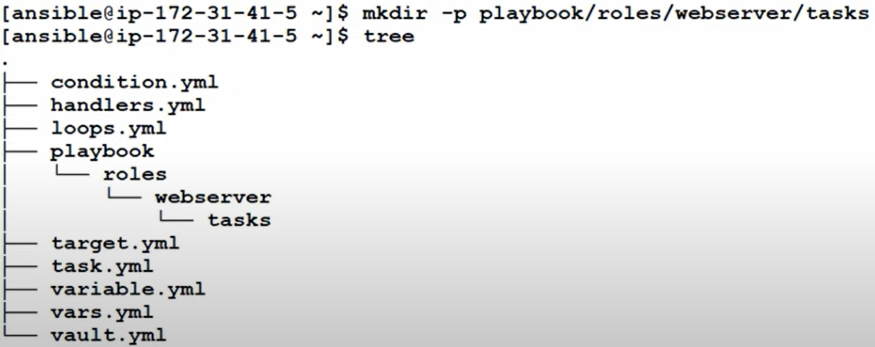 [ansible@ip-172-31-41-5 ~]$ mkdir -p playbook/roles/webserver/tasks
[ansible@ip-172-31-41-5 ~]$ tree
.
├── condition.yml
├── handlers.yml
├── loops.yml
├── playbook
│   └── roles
│       └── webserver
│           └── tasks
├── target.yml
├── task.yml
├── variable.yml
├── vars.yml
└── vault.yml